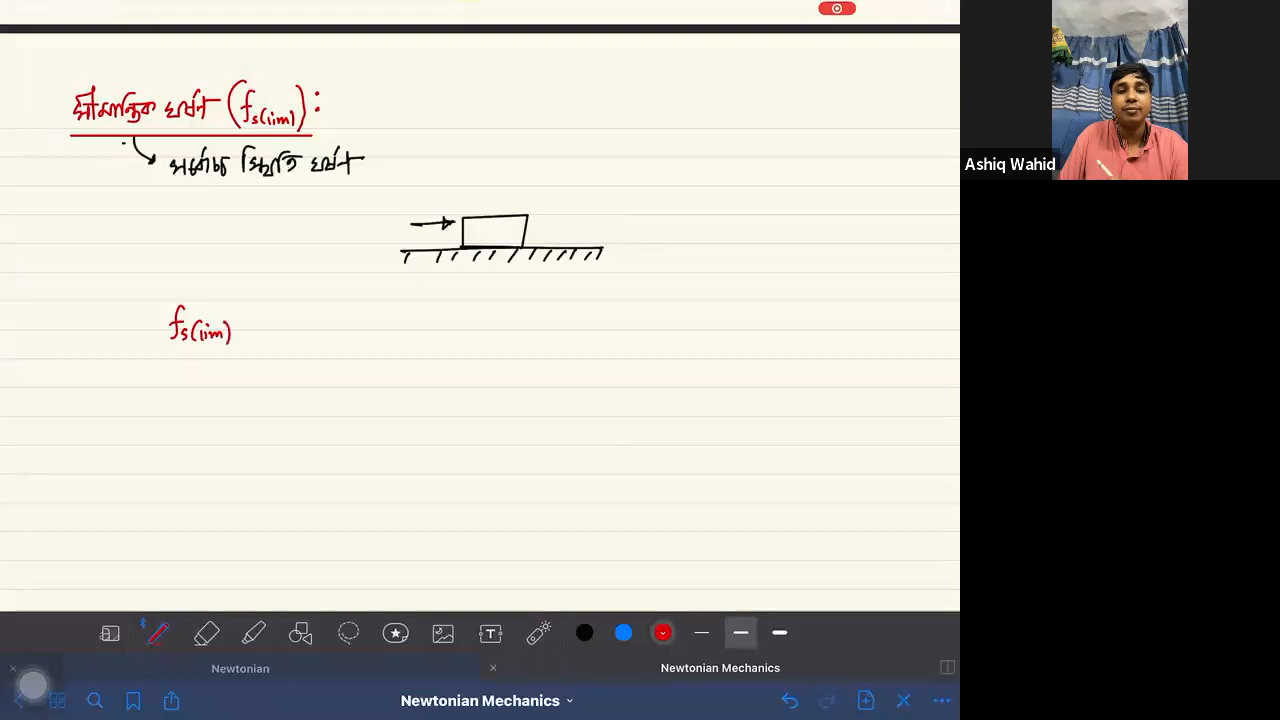 সীমান্তিক ঘর্ষণ (fs(lim)):
সর্বোচ্চ স্থিতি ঘর্ষণ
fs(lim)
Ashiq Wahid
T
Newtonian
Newtonian Mechanics
Newtonian Mechanics